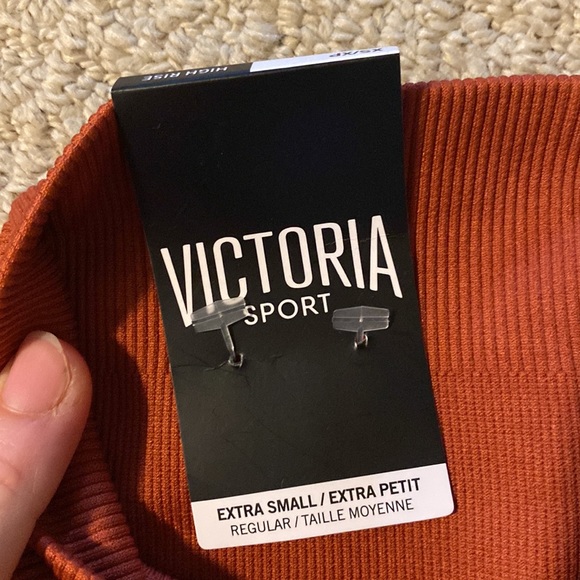 HIGH RISE
XS/XP
VICTORIA
SPORT
EXTRA SMALL / EXTRA PETIT
REGULAR / TAILLE MOYENNE